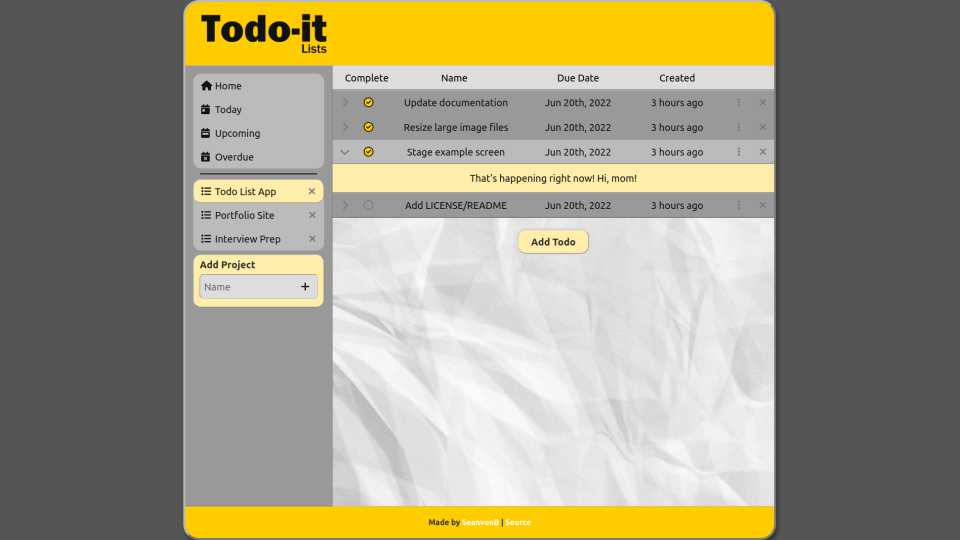 Todo-it
Lists
Home
Today
Upcoming
Overdue
Todo List App
Portfolio Site
Interview Prep
Add Project
Name
Complete Name Due Date Created
Update documentation Jun 20th, 2022 3 hours ago
Resize large image files Jun 20th, 2022 3 hours ago
Stage example screen Jun 20th, 2022 3 hours ago
That's happening right now! Hi, mom!
Add LICENSE/README Jun 20th, 2022 3 hours ago
Add Todo
Made by SeanvonB | Source